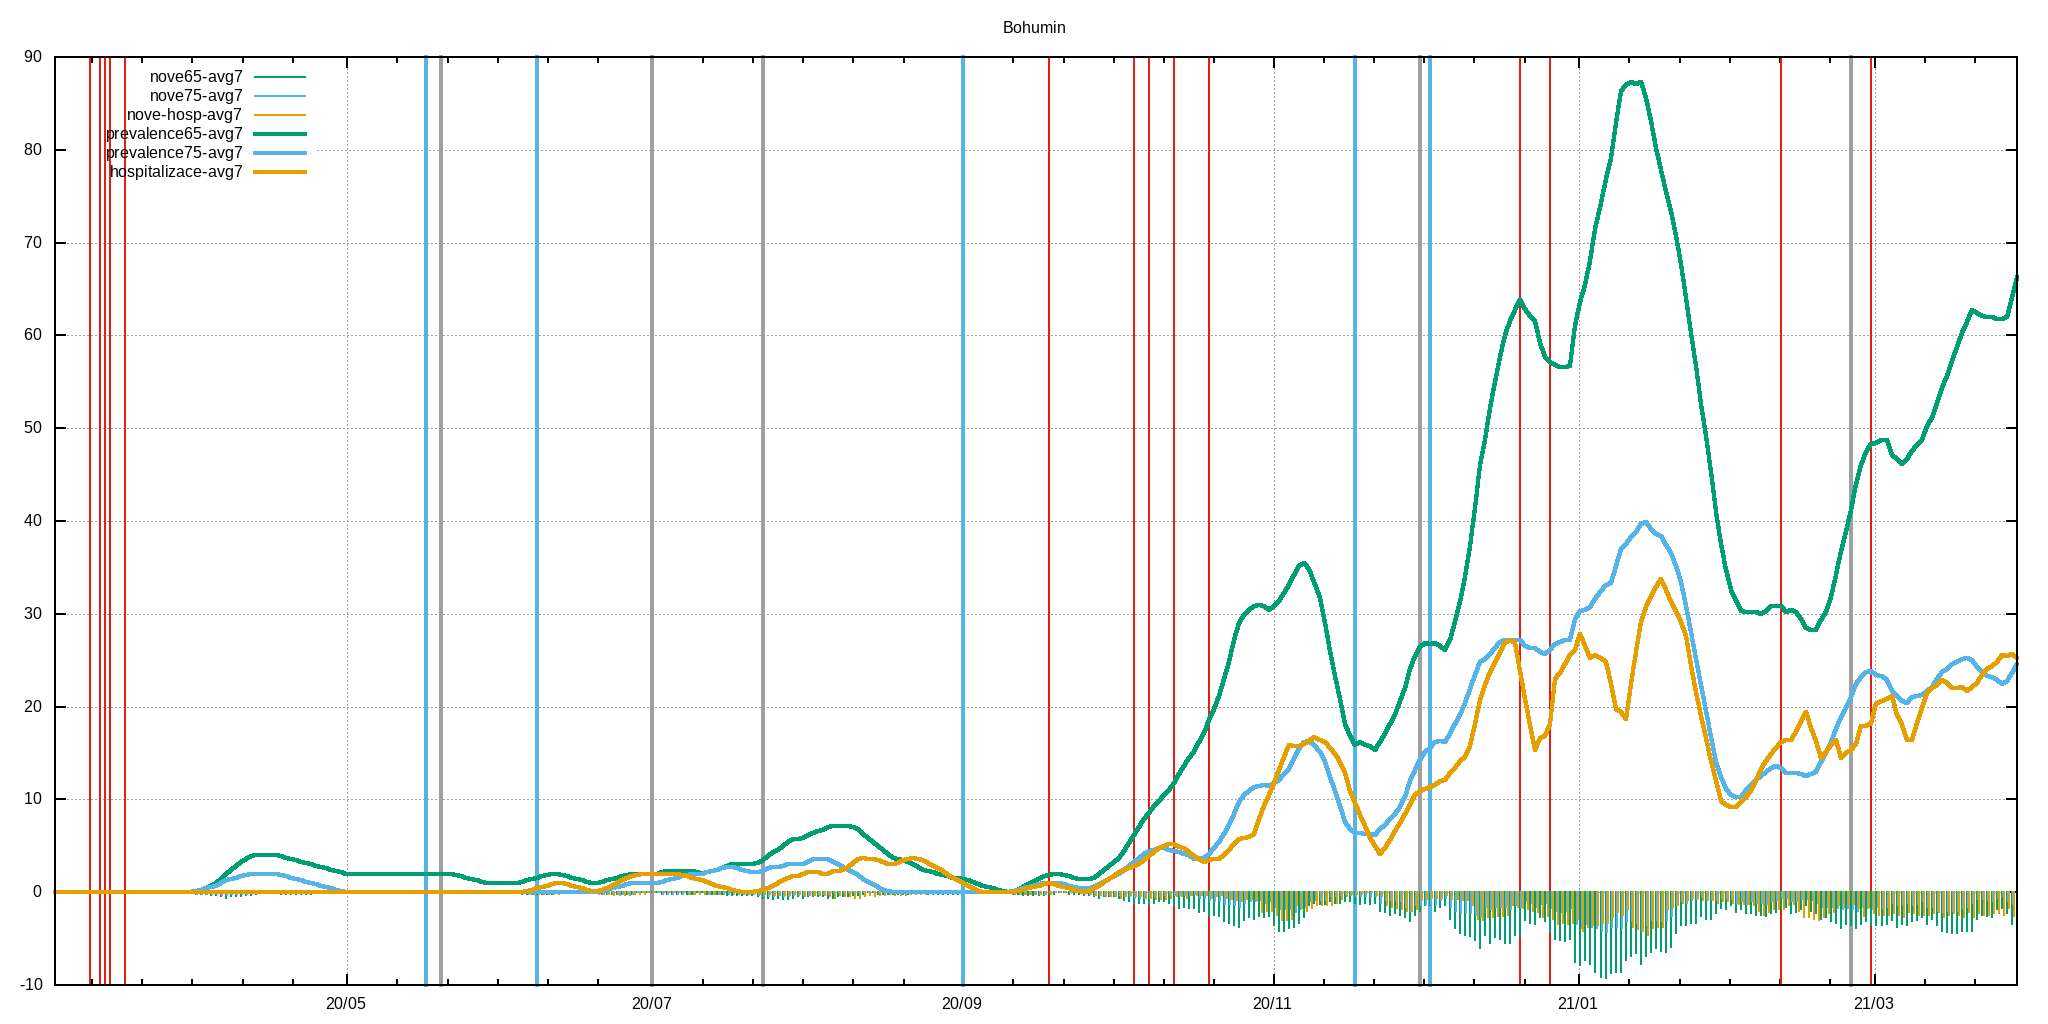 Bohumin
90
80
70
60
50
40
30
20
10
0
-10
nove65-avg7
nove75-avg7
nove-hosp-avg7
prevalence65-avg7
prevalence75-avg7
hospitalizace-avg7
20/05 20/07 20/09 20/11 21/01 21/03